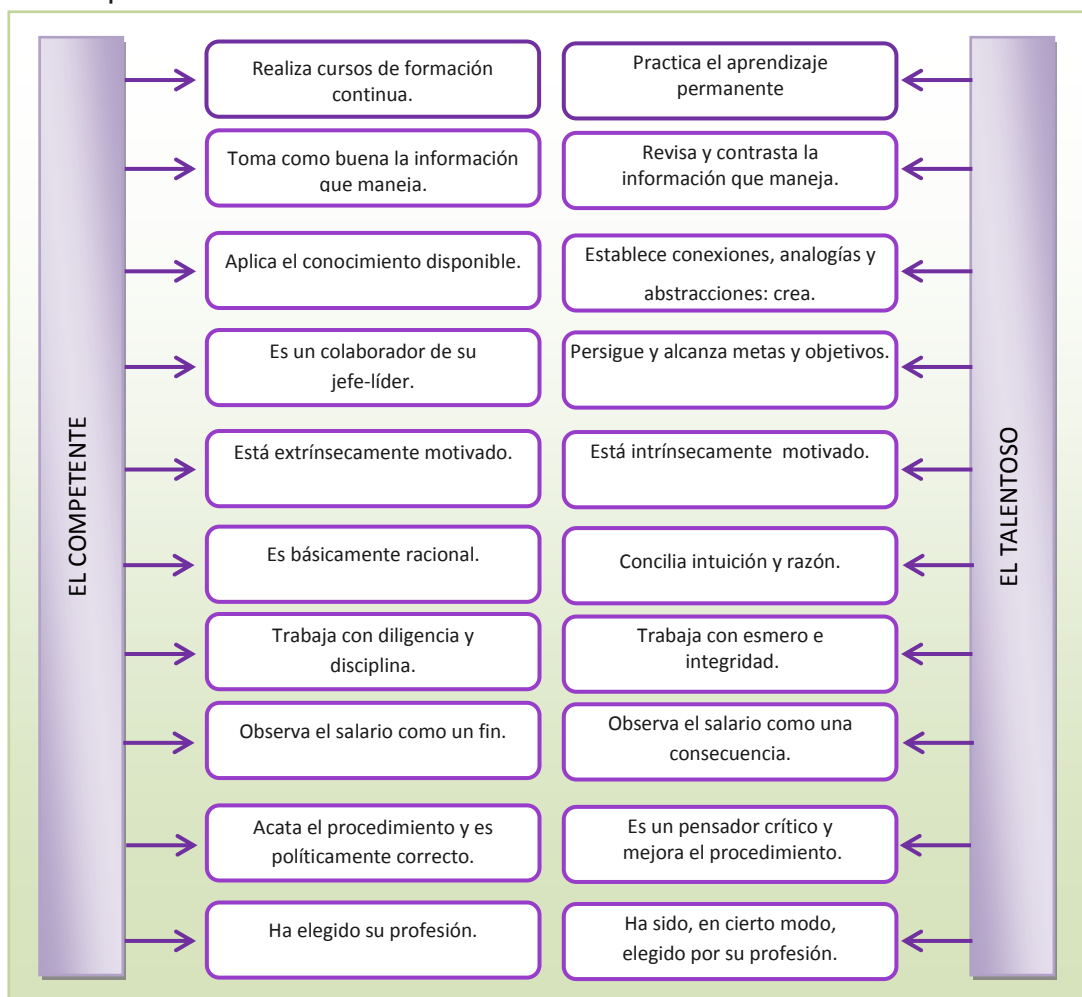 EL COMPETENTE
Realiza cursos de formación
continua.
Toma como buena la información
que maneja.
Aplica el conocimiento disponible.
Es un colaborador de su
jefe-líder.
Está extrínsecamente motivado.
Es básicamente racional.
Trabaja con diligencia y
disciplina.
Observa el salario como un fin.
Acata el procedimiento y es
políticamente correcto.
Ha elegido su profesión.
Practica el aprendizaje
permanente
Revisa y contrasta la
información que maneja.
Establece conexiones, analogías y
abstracciones: crea.
Persigue y alcanza metas y objetivos.
Está intrínsecamente motivado.
Concilia intuición y razón.
Trabaja con esmero e
integridad.
Observa el salario como una
consecuencia.
Es un pensador crítico y
mejora el procedimiento.
Ha sido, en cierto modo,
elegido por su profesión.
EL TALENTOSO